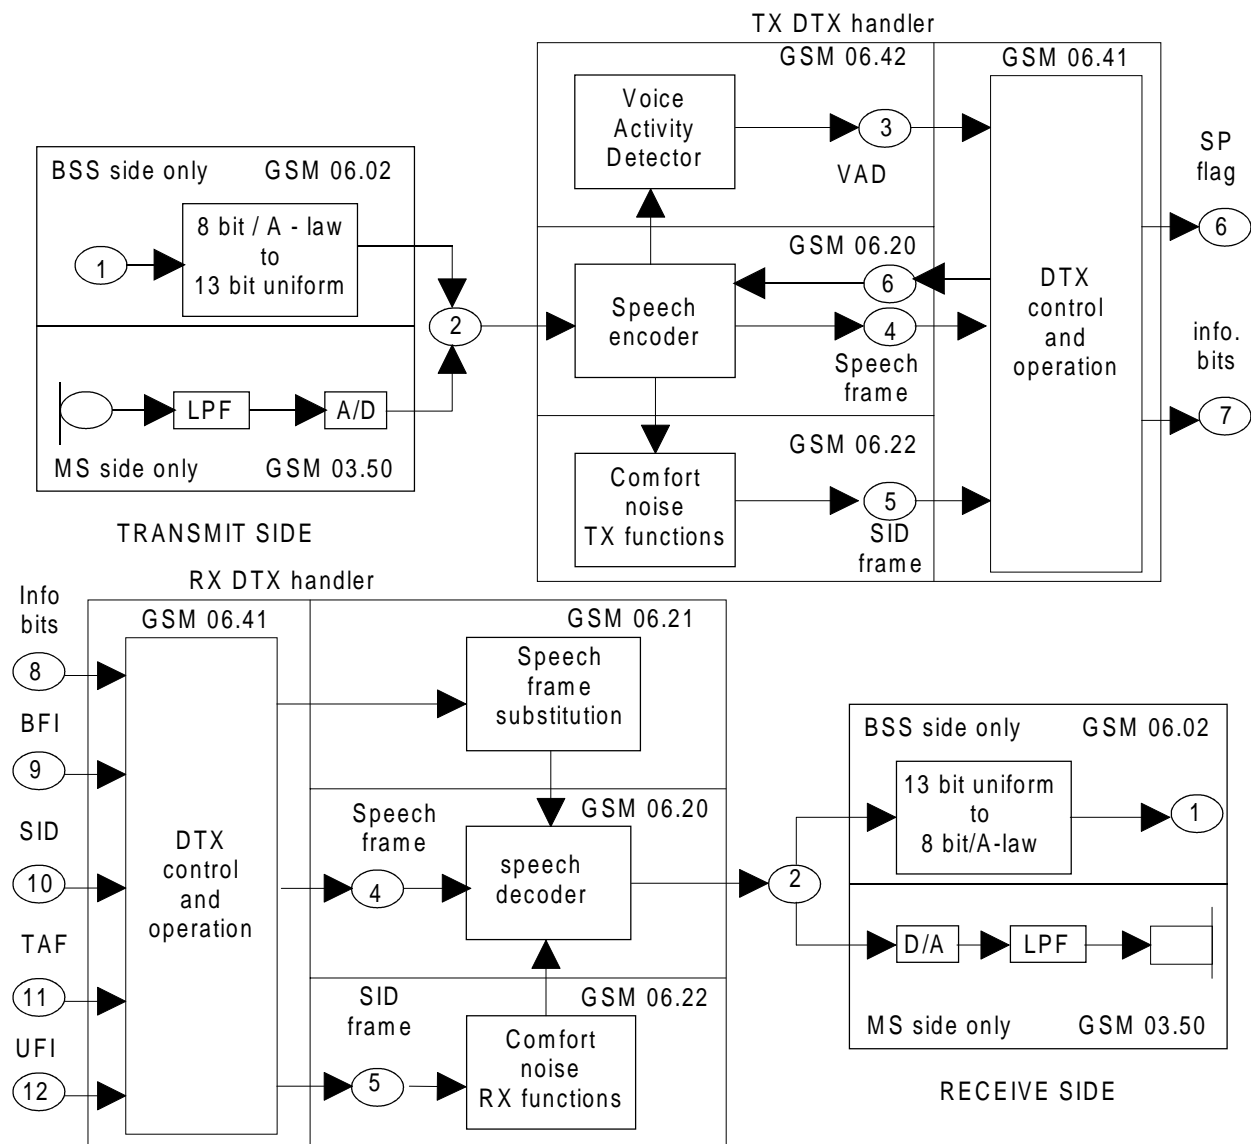 TX DTX handler
GSM 06.42
GSM 06.41
Voice
Activity
Detector
3
VAD
SP
flag
6
BSS side only
GSM 06.02
8 bit / A - law
to
13 bit uniform
1
2
GSM 06.20
6
Speech
encoder
4
Speech
frame
DTX
control
and
operation
info.
bits
7
LPF
A/D
MS side only
GSM 03.50
TRANSMIT SIDE
GSM 06.22
Comfort
noise
TX functions
5
SID
frame
RX DTX handler
Info
bits
8
BFI
9
SID
10
TAF
11
UFI
12
GSM 06.41
DTX
control
and
operation
GSM 06.21
Speech
frame
substitution
GSM 06.20
Speech
frame
4
speech
decoder
GSM 06.22
SID
frame
5
Comfort
noise
RX functions
2
BSS side only
GSM 06.02
13 bit uniform
to
8 bit/A-law
1
D/A
LPF
MS side only
GSM 03.50
RECEIVE SIDE